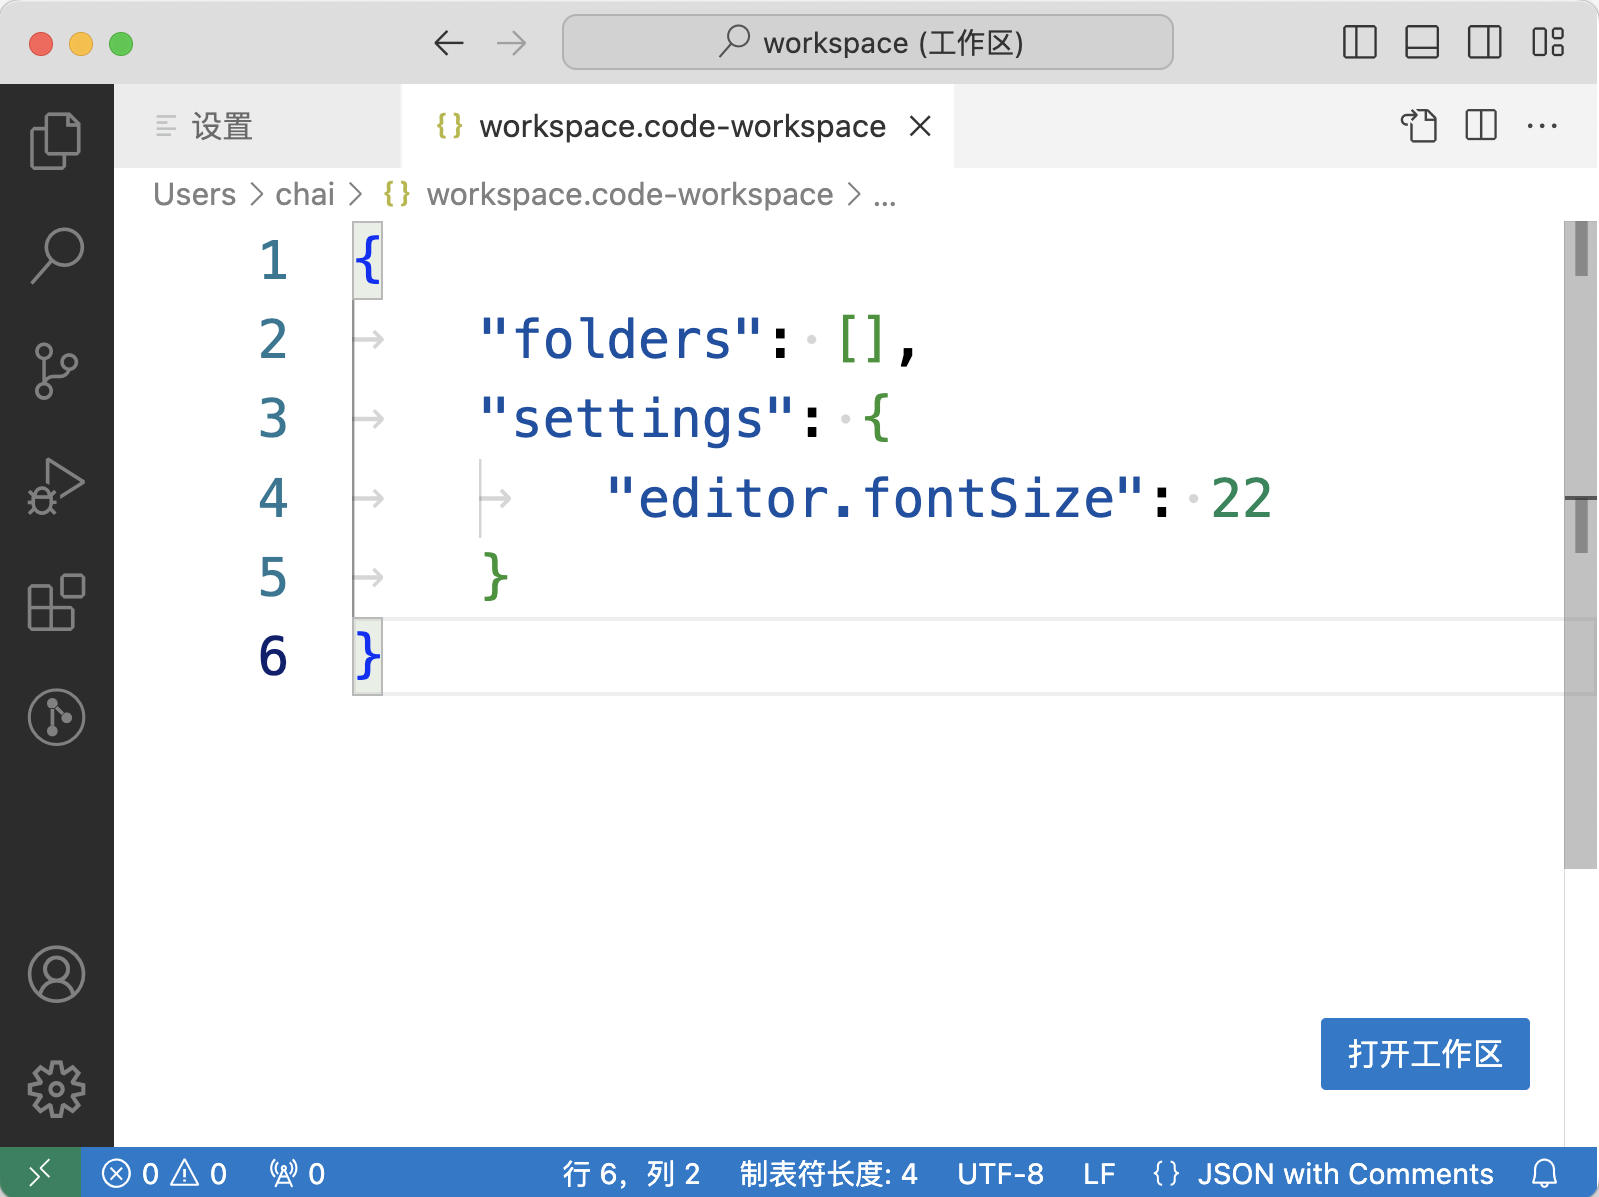 workspace (工作区)
设置
{} workspace.code-workspace
Users > chai > {} workspace.code-workspace > ...
1 {
2 "folders": [],
3 "settings": {
4 "editor.fontSize": 22
5 }
6 }
打开工作区
0 0 0 行 6, 列 2 制表符长度: 4 UTF-8 LF {} JSON with Comments